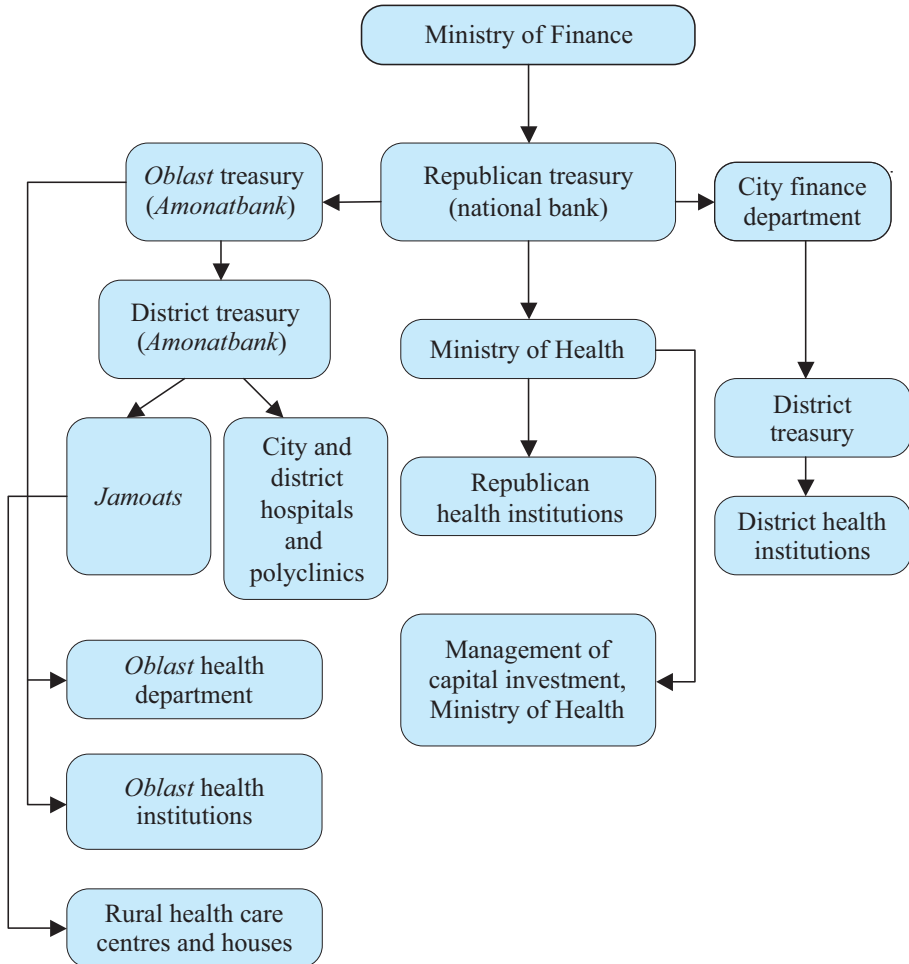 Ministry of Finance
Oblast treasury
(Amonatbank)
Republican treasury
(national bank)
City finance
department
District treasury
(Amonatbank)
Ministry of Health
Jamoats
City and
district
hospitals
and
polyclinics
Republican
health institutions
District
treasury
District health
institutions
Oblast health
department
Management of
capital investment,
Ministry of Health
Oblast health
institutions
Rural health care
centres and houses